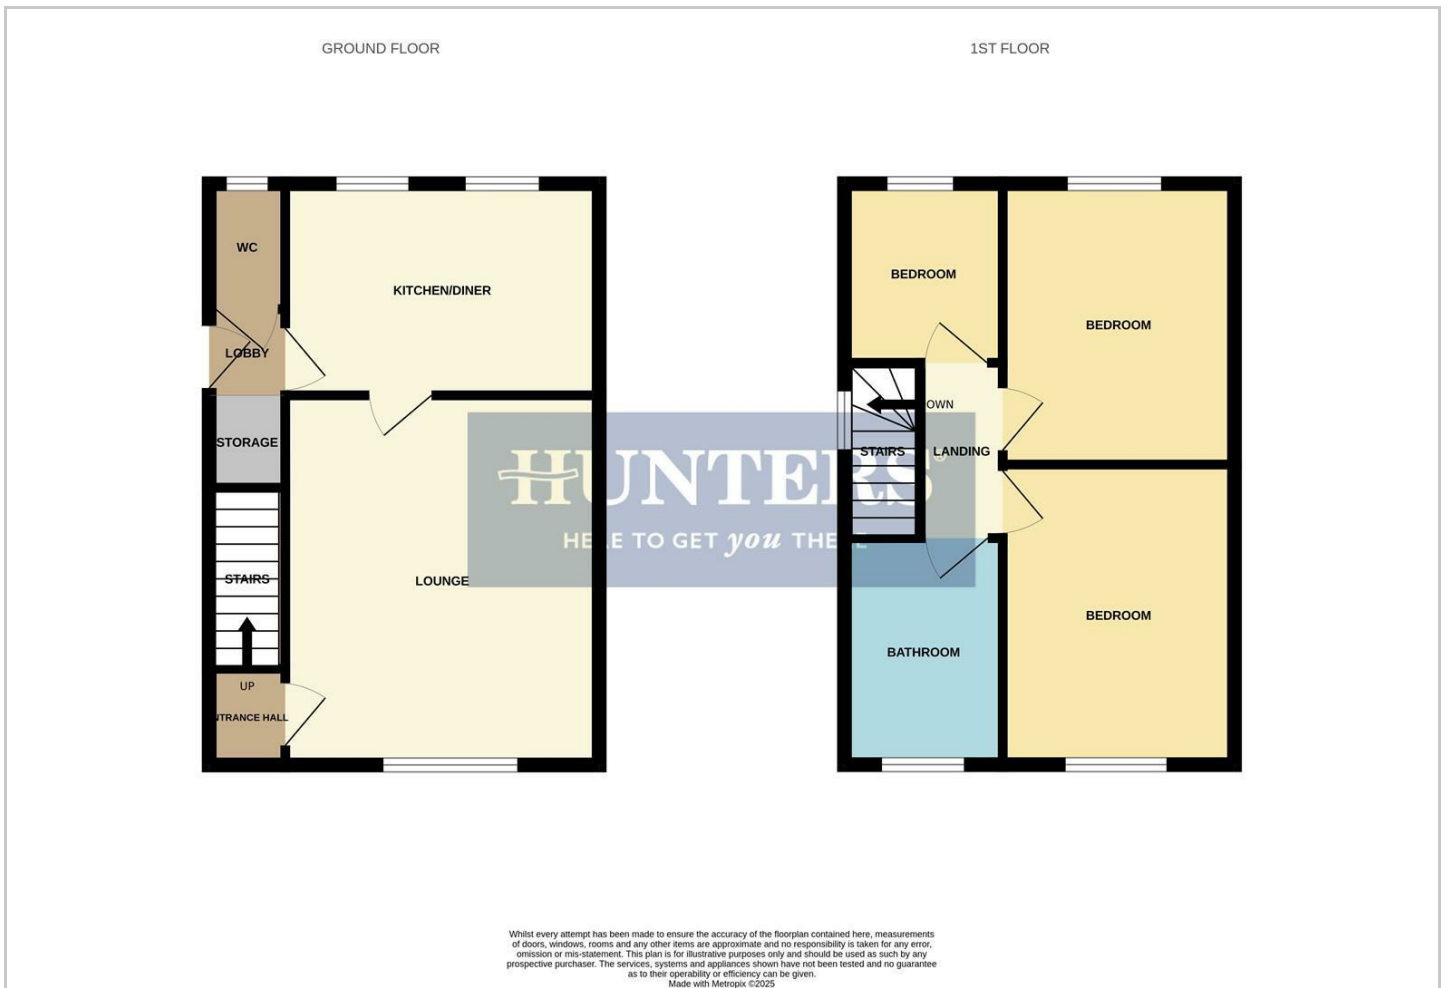 GROUND FLOOR
1ST FLOOR
WC
KITCHEN/DINER
LOBBY
STORAGE
STAIRS
LOUNGE
UP
NTRANCE HALL
BEDROOM
BEDROOM
OWN
STAIRS
LANDING
BEDROOM
BATHROOM
HUNTERS®
HERE TO GET you THERE
Whilst every attempt has been made to ensure the accuracy of the floorplan contained here, measurements
of doors, windows, rooms and any other items are approximate and no responsibility is taken for any error,
omission or mis-statement. This plan is for illustrative purposes only and should be used as such by any
prospective purchaser. The services, systems and appliances shown have not been tested and no guarantee
as to their operability or efficiency can be given.
Made with Metropix ©2025